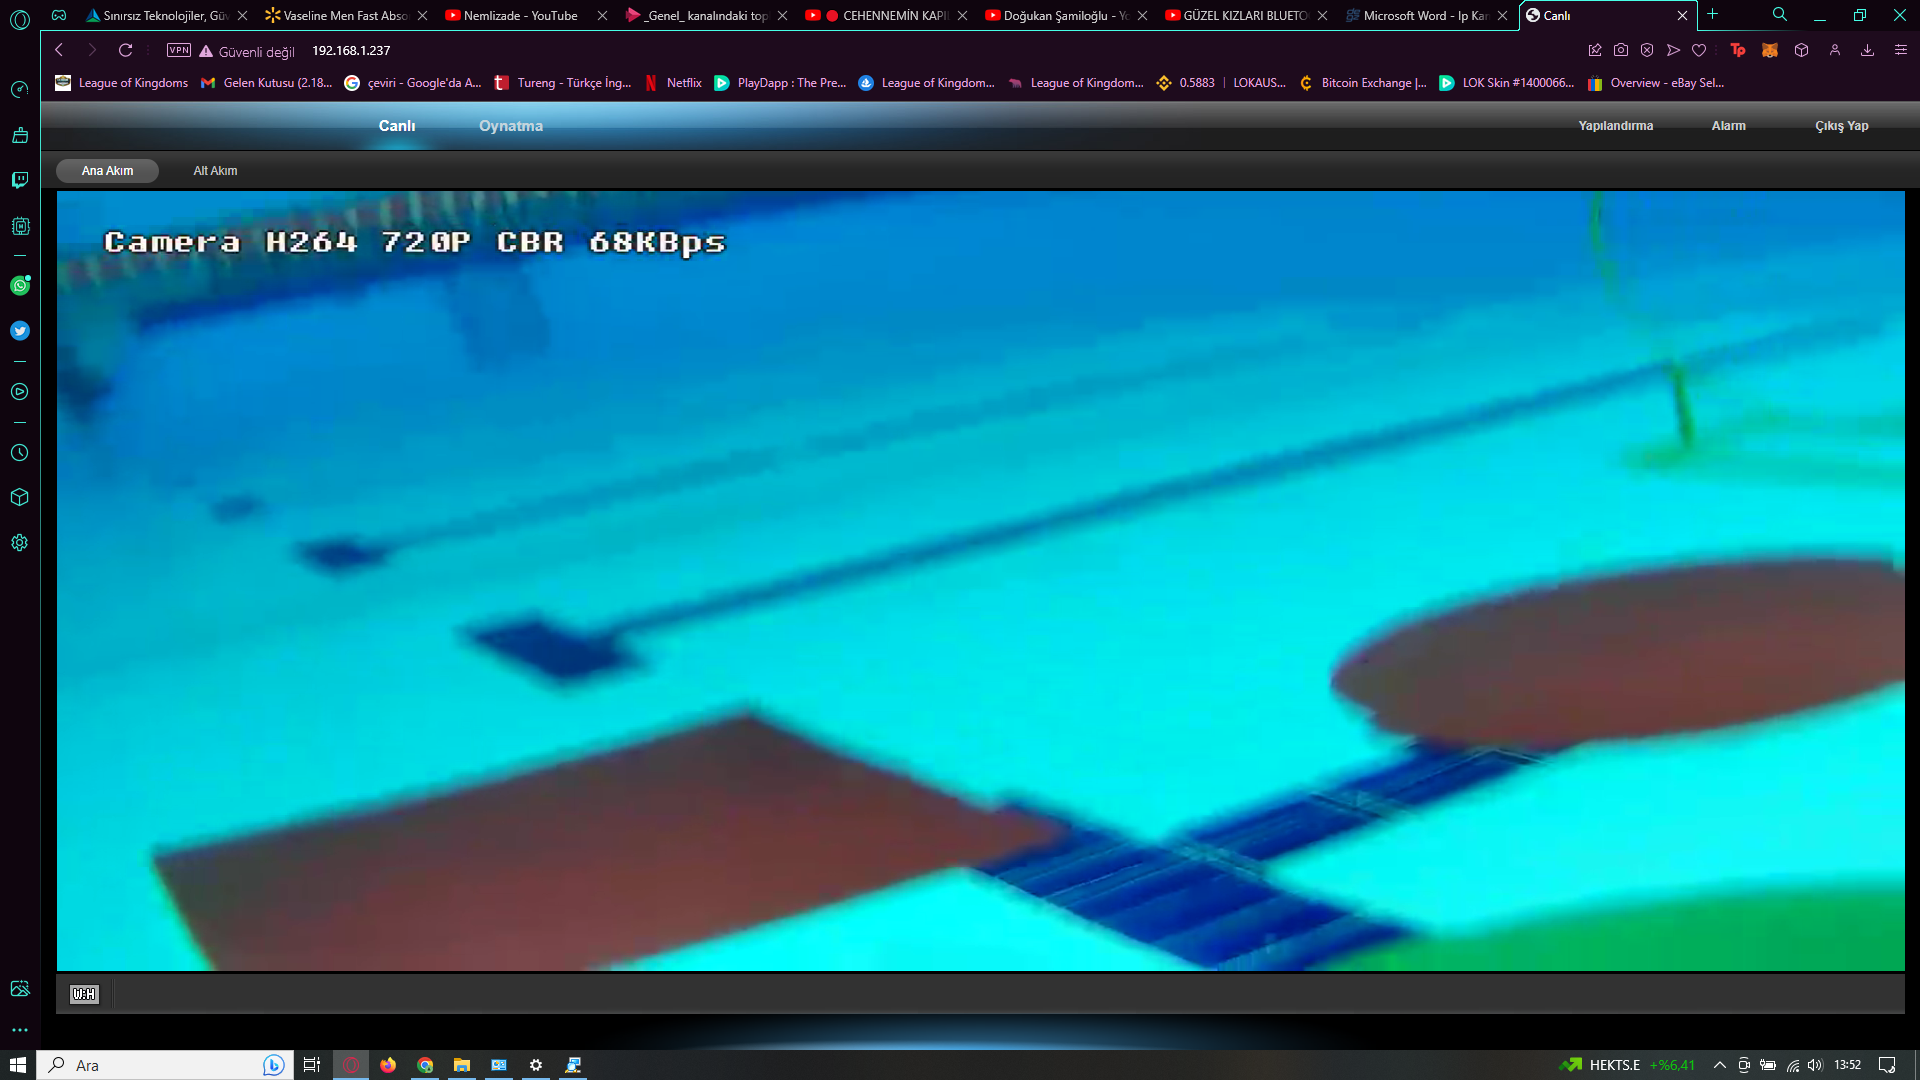 Sınırsız Teknolojiler, Güv
Vaseline Men Fast Abso
Nemlizade - YouTube
_Genel_ kanalındaki top
CEHENNEMİN KAPI
Doğukan Şamiloğlu - Yo
GÜZEL KIZLARI BLUETO
Microsoft Word - Ip Kam
Canlı
VPN
Güvenli değil
192.168.1.237
League of Kingdoms
Gelen Kutusu (2.18...
çeviri - Google'da A...
Tureng - Türkçe İng...
Netflix
PlayDapp : The Pre...
League of Kingdom...
League of Kingdom...
0.5883 | LOKAUS...
Bitcoin Exchange |...
LOK Skin #1400066...
Overview - eBay Sel...
Canlı
Oynatma
Yapılandırma
Alarm
Çıkış Yap
Ana Akım
Alt Akım
Camera H264 720P CBR 68KBps
W:H
Ara
HEKTS.E +%6,41
13:52